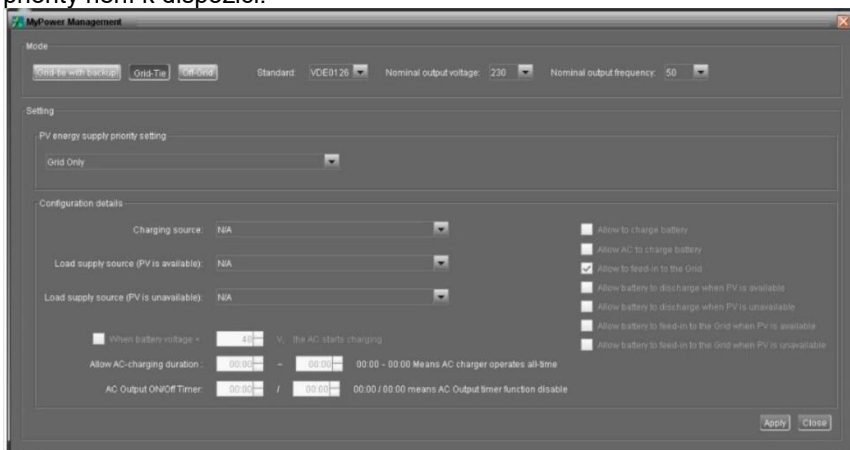 priority není k dispozici.
MyPower Management
Mode
Grid-tie with backup Grid-Tie Off-Grid Standard: VDE0126 Nominal output voltage: 230 Nominal output frequency: 50
Setting
PV energy supply priority setting
Grid Only
Configuration details
Charging source: N/A
Load supply source (PV is available): N/A
Load supply source (PV is unavailable): N/A
Allow to charge battery
Allow AC to charge battery
Allow to feed-in to the Grid
Allow battery to discharge when PV is available
Allow battery to discharge when PV is unavailable
Allow battery to feed-in to the Grid when PV is available
Allow battery to feed-in to the Grid when PV is unavailable
When battery voltage < 48 V, the AC starts charging
Allow AC-charging duration : 00:00 ~ 00:00 00:00 - 00:00 Means AC charger operates all-time
AC Output ON/Off Timer: 00:00 / 00:00 00:00 / 00:00 means AC Output timer function disable
Apply Close